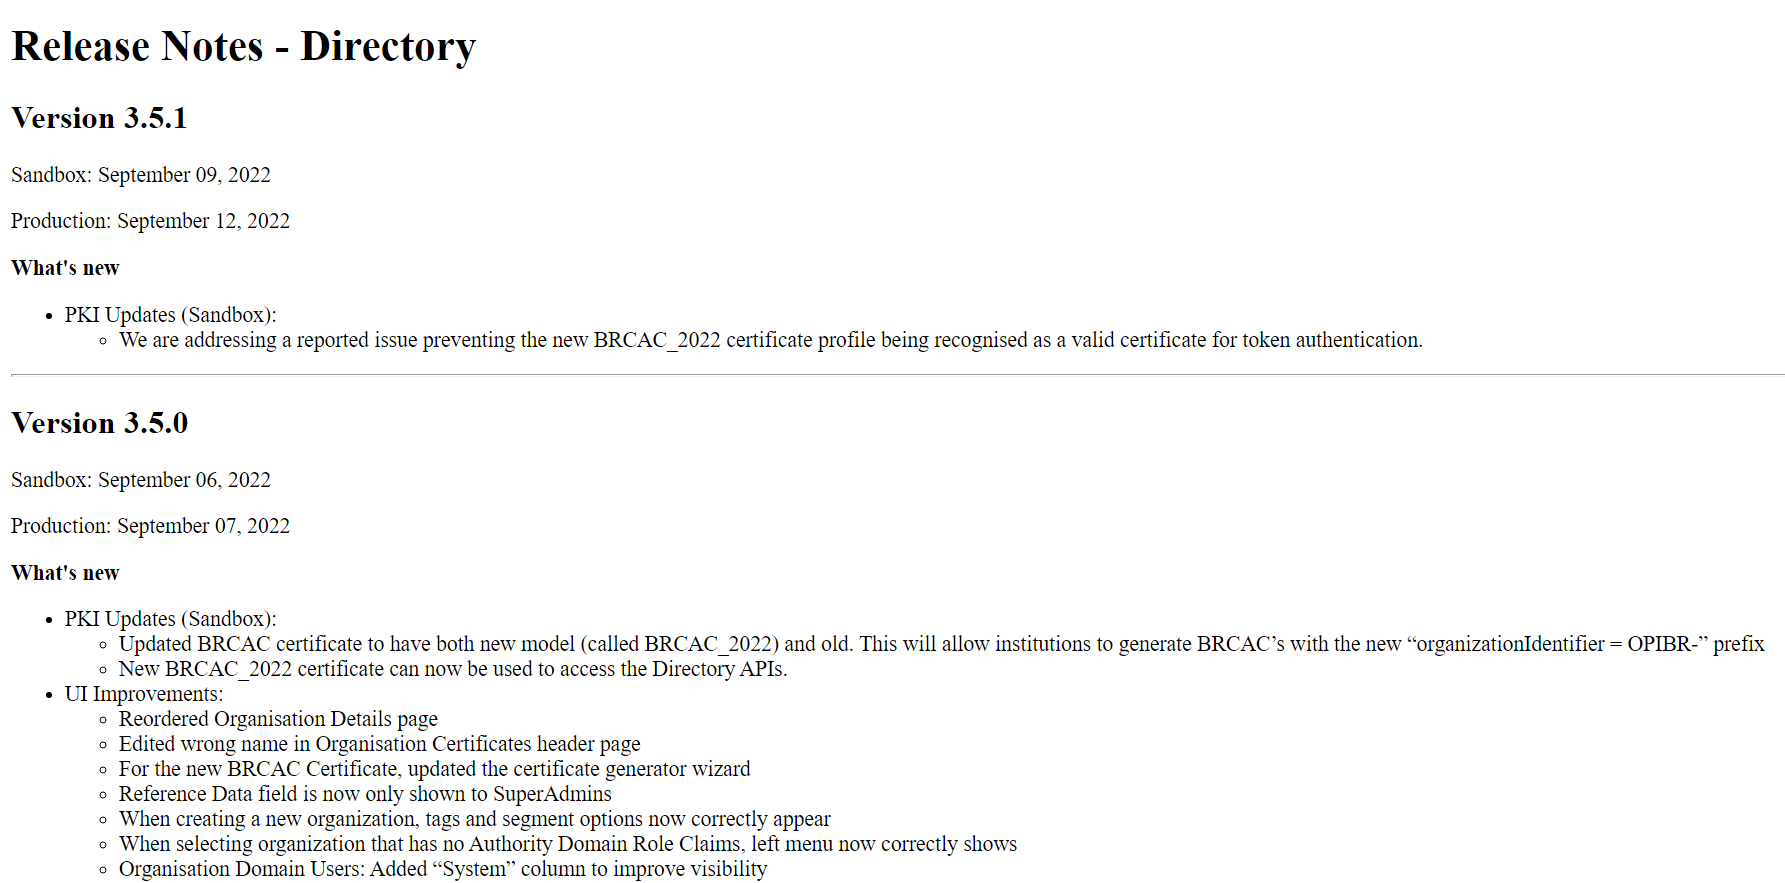 Release Notes - Directory
Version 3.5.1
Sandbox: September 09, 2022
Production: September 12, 2022
What's new
PKI Updates (Sandbox):
We are addressing a reported issue preventing the new BRCAC_2022 certificate profile being recognised as a valid certificate for token authentication.
Version 3.5.0
Sandbox: September 06, 2022
Production: September 07, 2022
What's new
PKI Updates (Sandbox):
Updated BRCAC certificate to have both new model (called BRCAC_2022) and old. This will allow institutions to generate BRCAC’s with the new “organizationIdentifier = OPIBR-” prefix
New BRCAC_2022 certificate can now be used to access the Directory APIs.
UI Improvements:
Reordered Organisation Details page
Edited wrong name in Organisation Certificates header page
For the new BRCAC Certificate, updated the certificate generator wizard
Reference Data field is now only shown to SuperAdmins
When creating a new organization, tags and segment options now correctly appear
When selecting organization that has no Authority Domain Role Claims, left menu now correctly shows
Organisation Domain Users: Added “System” column to improve visibility